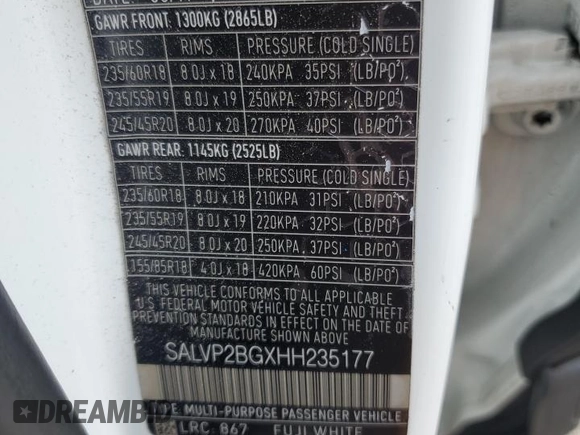 GAWR FRONT 1300KG (2865LB)
TIRES RIMS PRESSURE (COLD SINGLE)
235/60R18 8.0J x 18 240KPA 35PSI (LB/PO²)
235/55R19 8.0J x 19 250KPA 37PSI (LB/PO²)
245/45R20 8.0J x 20 270KPA 40PSI (LB/PO²)
GAWR REAR. 1145KG (2525LB)
TIRES RIMS PRESSURE (COLD SINGLE)
235/60R18 8.0J x 18 210KPA 31PSI (LB/PO²)
235/55R19 8.0J x 19 220KPA 32PSI (LB/PO²)
245/45R20 8.0J x 20 250KPA. 37PSI (LB/PO²)
T155/85R18 4.0J x 18 420KPA 60PSI (LB/PO²)
THIS VEHICLE CONFORMS TO ALL APPLICABLE
U.S. FEDERAL MOTOR VEHICLE SAFETY AND THEFT
PREVENTION STANDARDS IN EFFECT ON THE DATE OF
MANUFACTURE SHOWN ABOVE
SALVP2BGXHH235177
TYPE: MULTI-PURPOSE PASSENGER VEHICLE
LRC: 867 FUJI WHITE
STREAMBID.COM